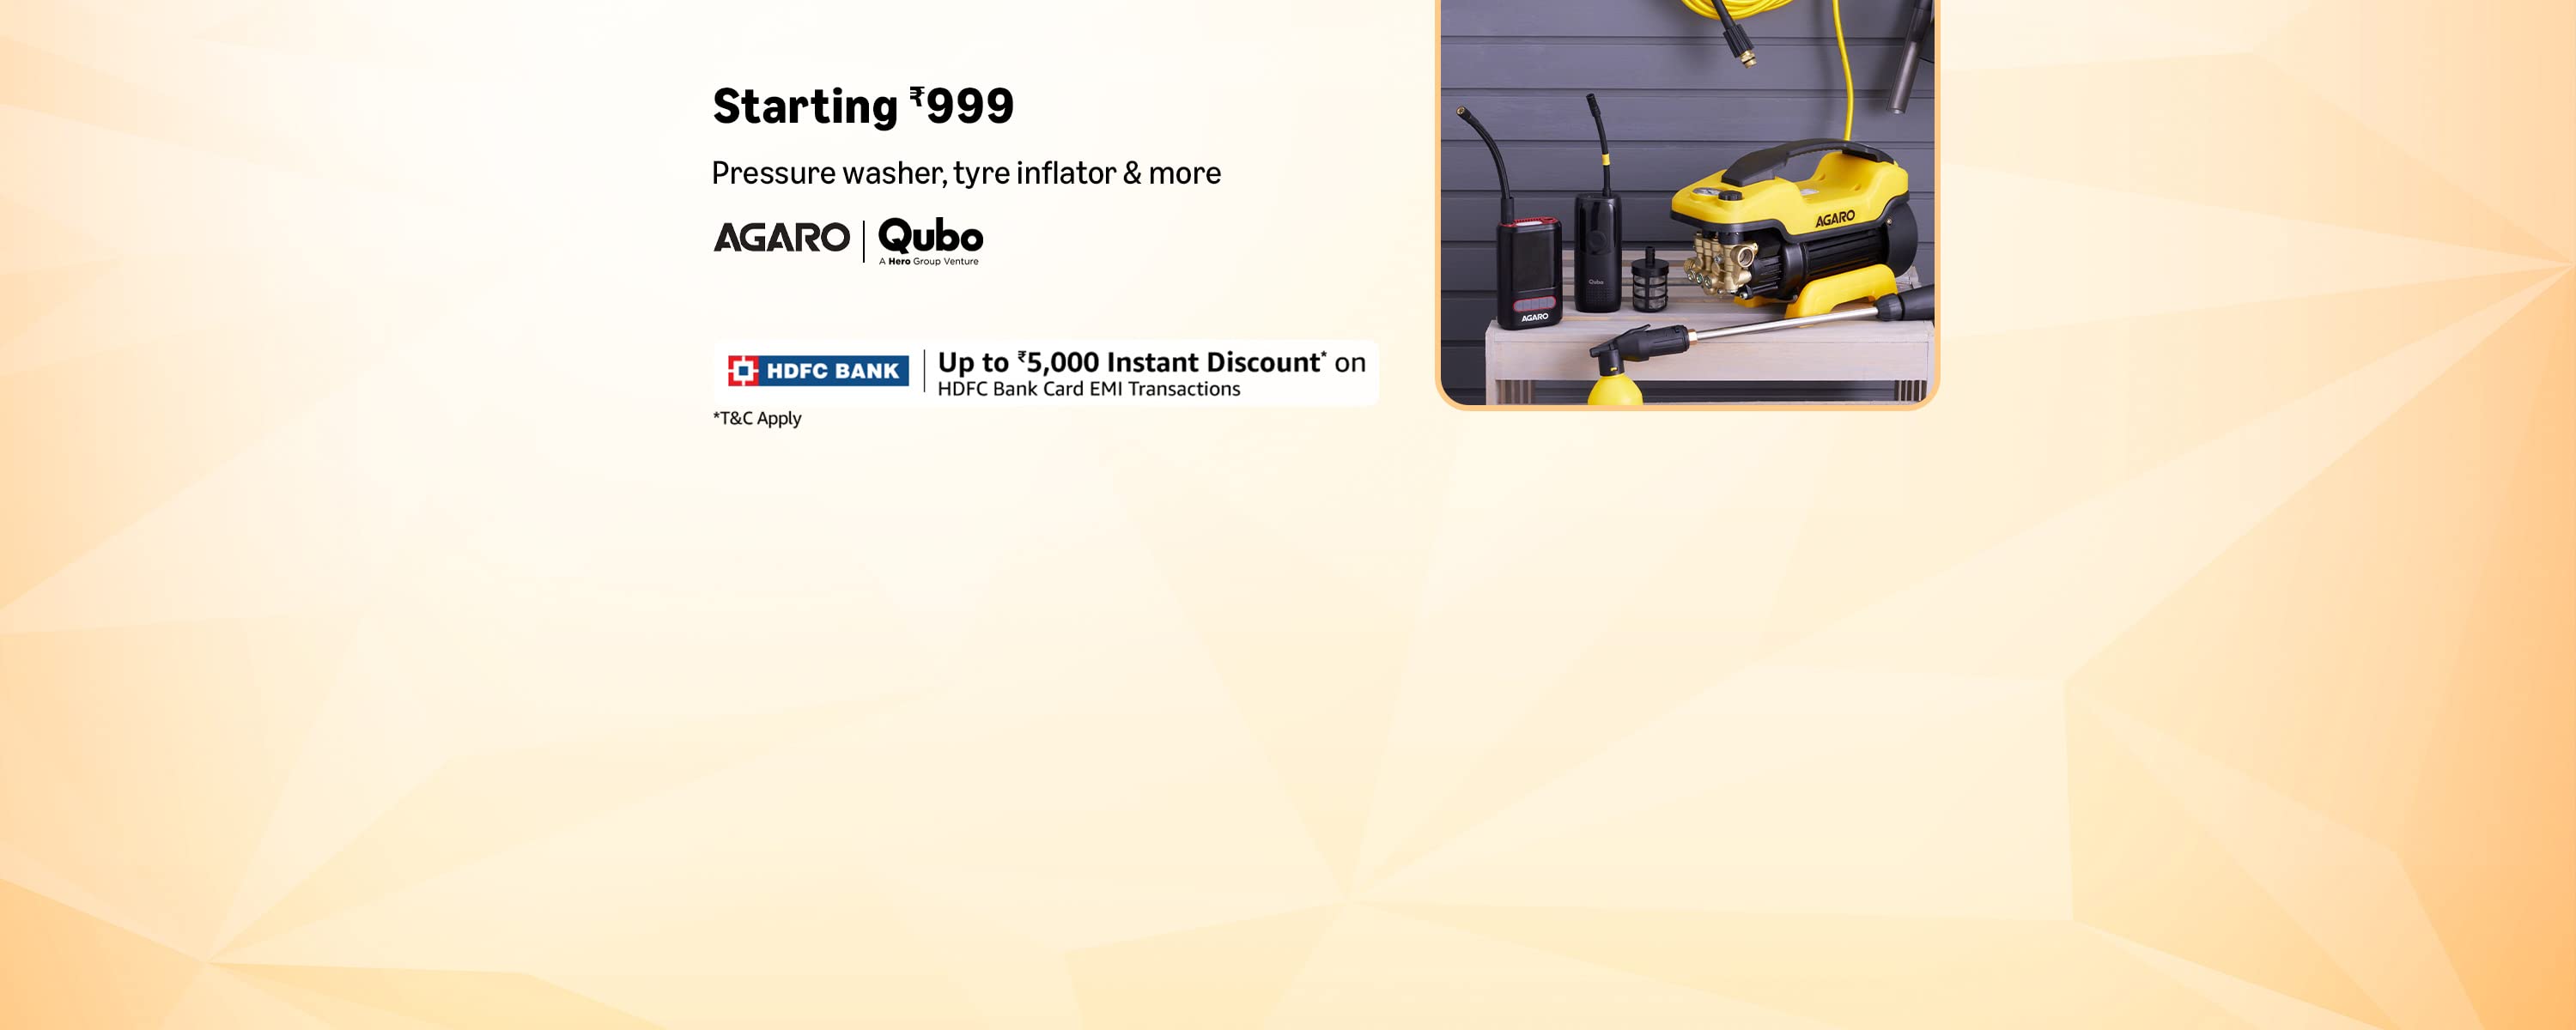 Starting ₹999
Pressure washer, tyre inflator & more
AGARO | Qubo
A Hero Group Venture
HDFC BANK | Up to ₹5,000 Instant Discount* on
HDFC Bank Card EMI Transactions
*T&C Apply
AGARO
Qubo
AGARO